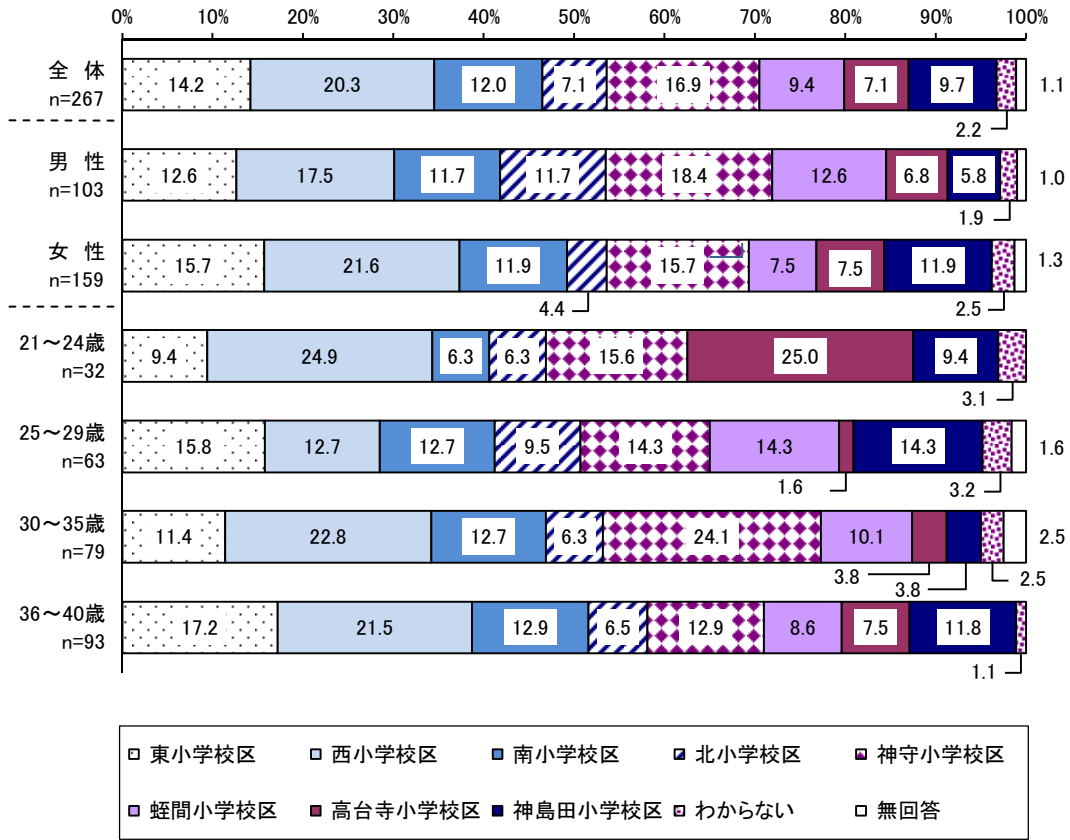 0% 10% 20% 30% 40% 50% 60% 70% 80% 90% 100%
全 体
n=267
14.2 20.3 12.0 7.1 16.9 9.4 7.1 9.7 1.1
2.2
男 性
n=103
12.6 17.5 11.7 11.7 18.4 12.6 6.8 5.8 1.0
1.9
女 性
n=159
15.7 21.6 11.9 15.7 7.5 7.5 11.9 1.3
4.4 2.5
21～24歳
n=32
9.4 24.9 6.3 6.3 15.6 25.0 9.4
3.1
25～29歳
n=63
15.8 12.7 12.7 9.5 14.3 14.3 14.3 1.6
1.6 3.2
30～35歳
n=79
11.4 22.8 12.7 6.3 24.1 10.1 2.5
3.8 3.8 2.5
36～40歳
n=93
17.2 21.5 12.9 6.5 12.9 8.6 7.5 11.8
1.1
東小学校区 西小学校区 南小学校区 北小学校区 神守小学校区
蛭間小学校区 高台寺小学校区 神島田小学校区 わからない 無回答